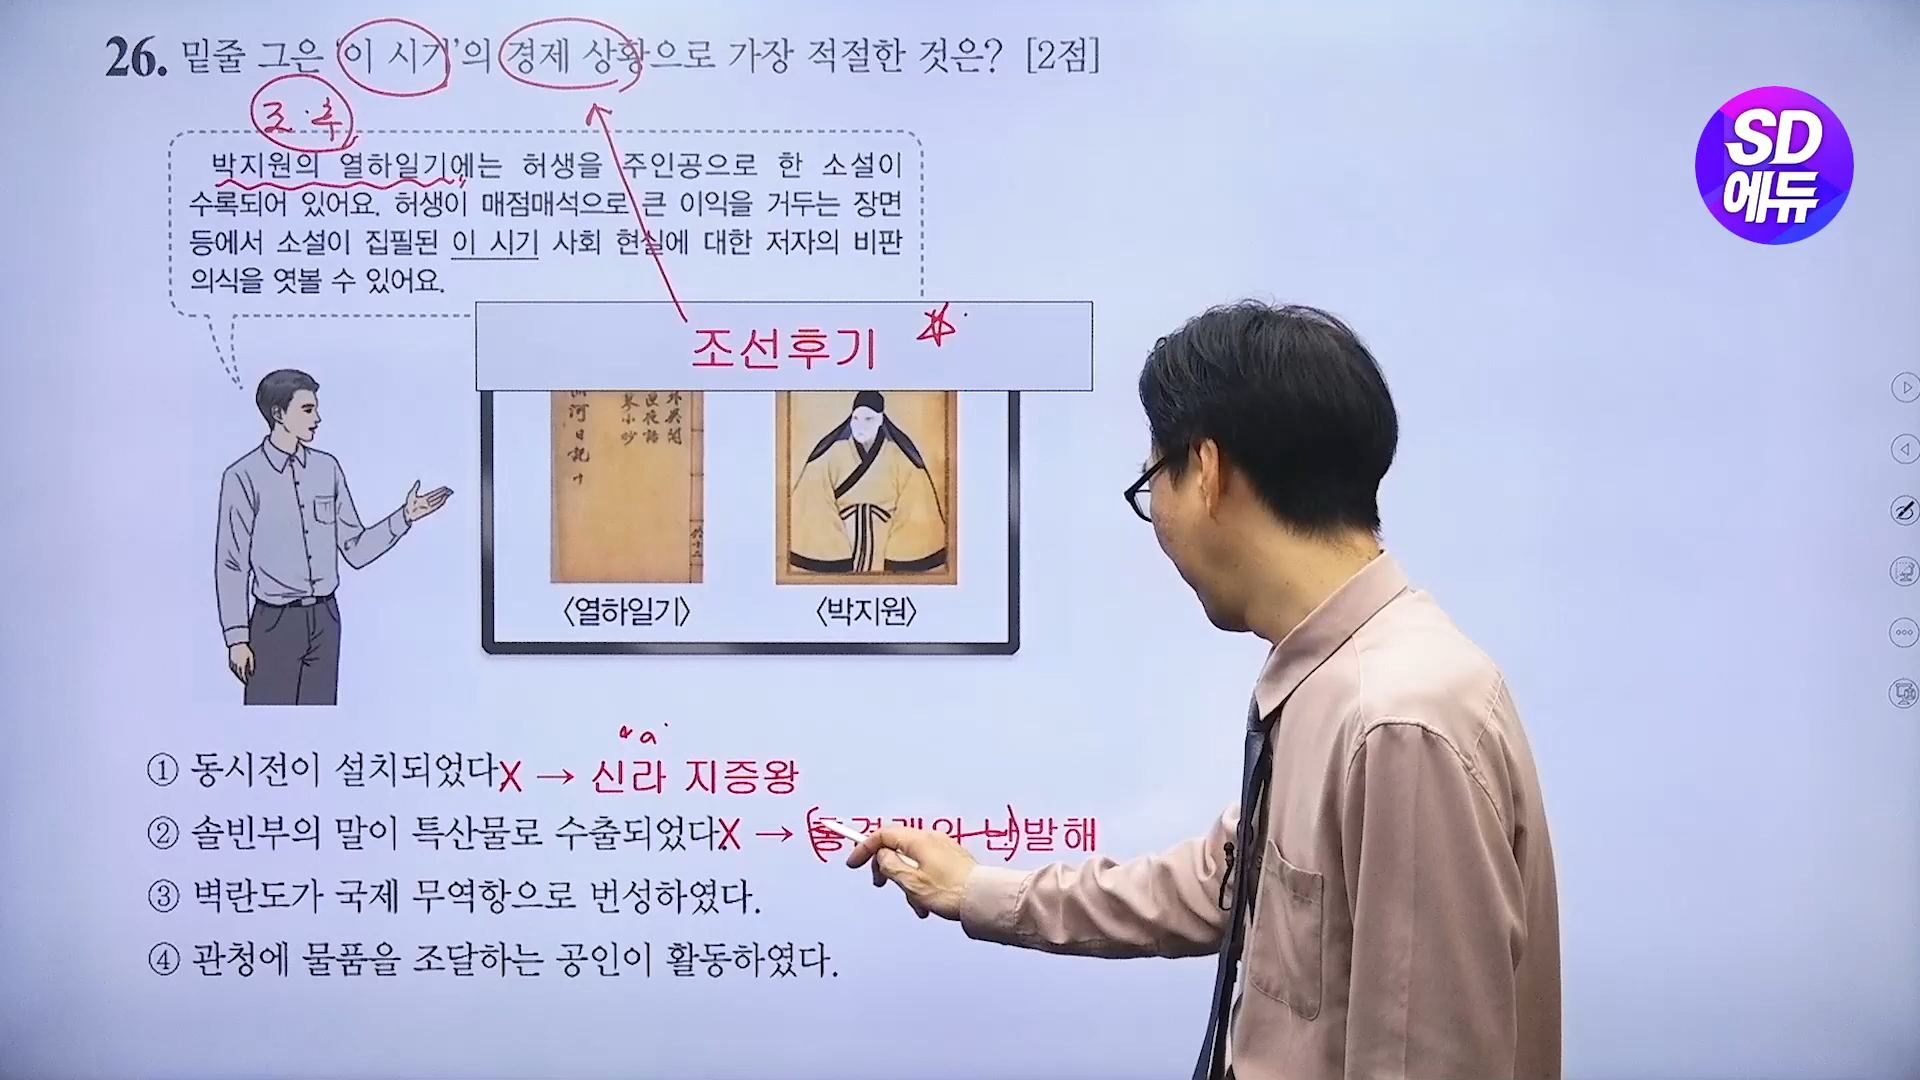 26. 밑줄 그은 '이 시기'의 경제 상황으로 가장 적절한 것은? [2점]
조·후
SD
에듀
박지원의 열하일기에는 허생을 주인공으로 한 소설이
수록되어 있어요. 허생이 매점매석으로 큰 이익을 거두는 장면
등에서 소설이 집필된 이 시기 사회 현실에 대한 저자의 비판
의식을 엿볼 수 있어요.
조선후기
河日記
〈열하일기〉
〈박지원〉
① 동시전이 설치되었다 X → 신라 지증왕
② 솔빈부의 말이 특산물로 수출되었다. X → 발해
③ 벽란도가 국제 무역항으로 번성하였다.
④ 관청에 물품을 조달하는 공인이 활동하였다.